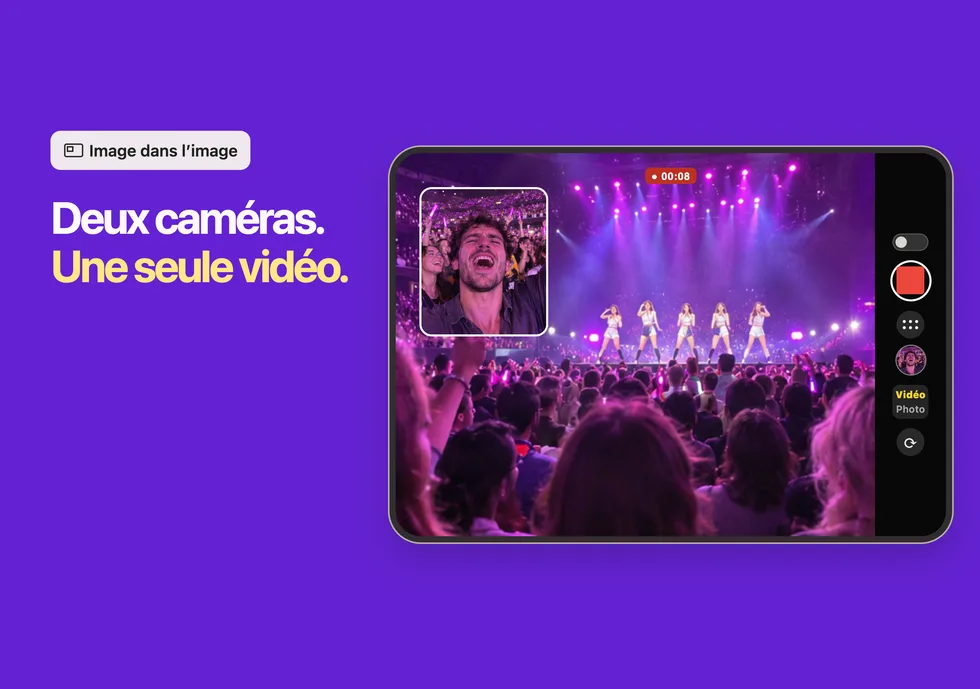 Image dans l’image
Deux caméras.
Une seule vidéo.
00:08
Vidéo
Photo